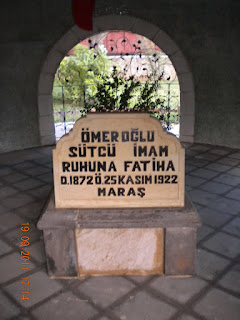 ÖMEROĞLU
SÜTCÜ İMAM
RUHUNA FATİHA
D.1872 Ö.25 KASIM 1922
MARAŞ